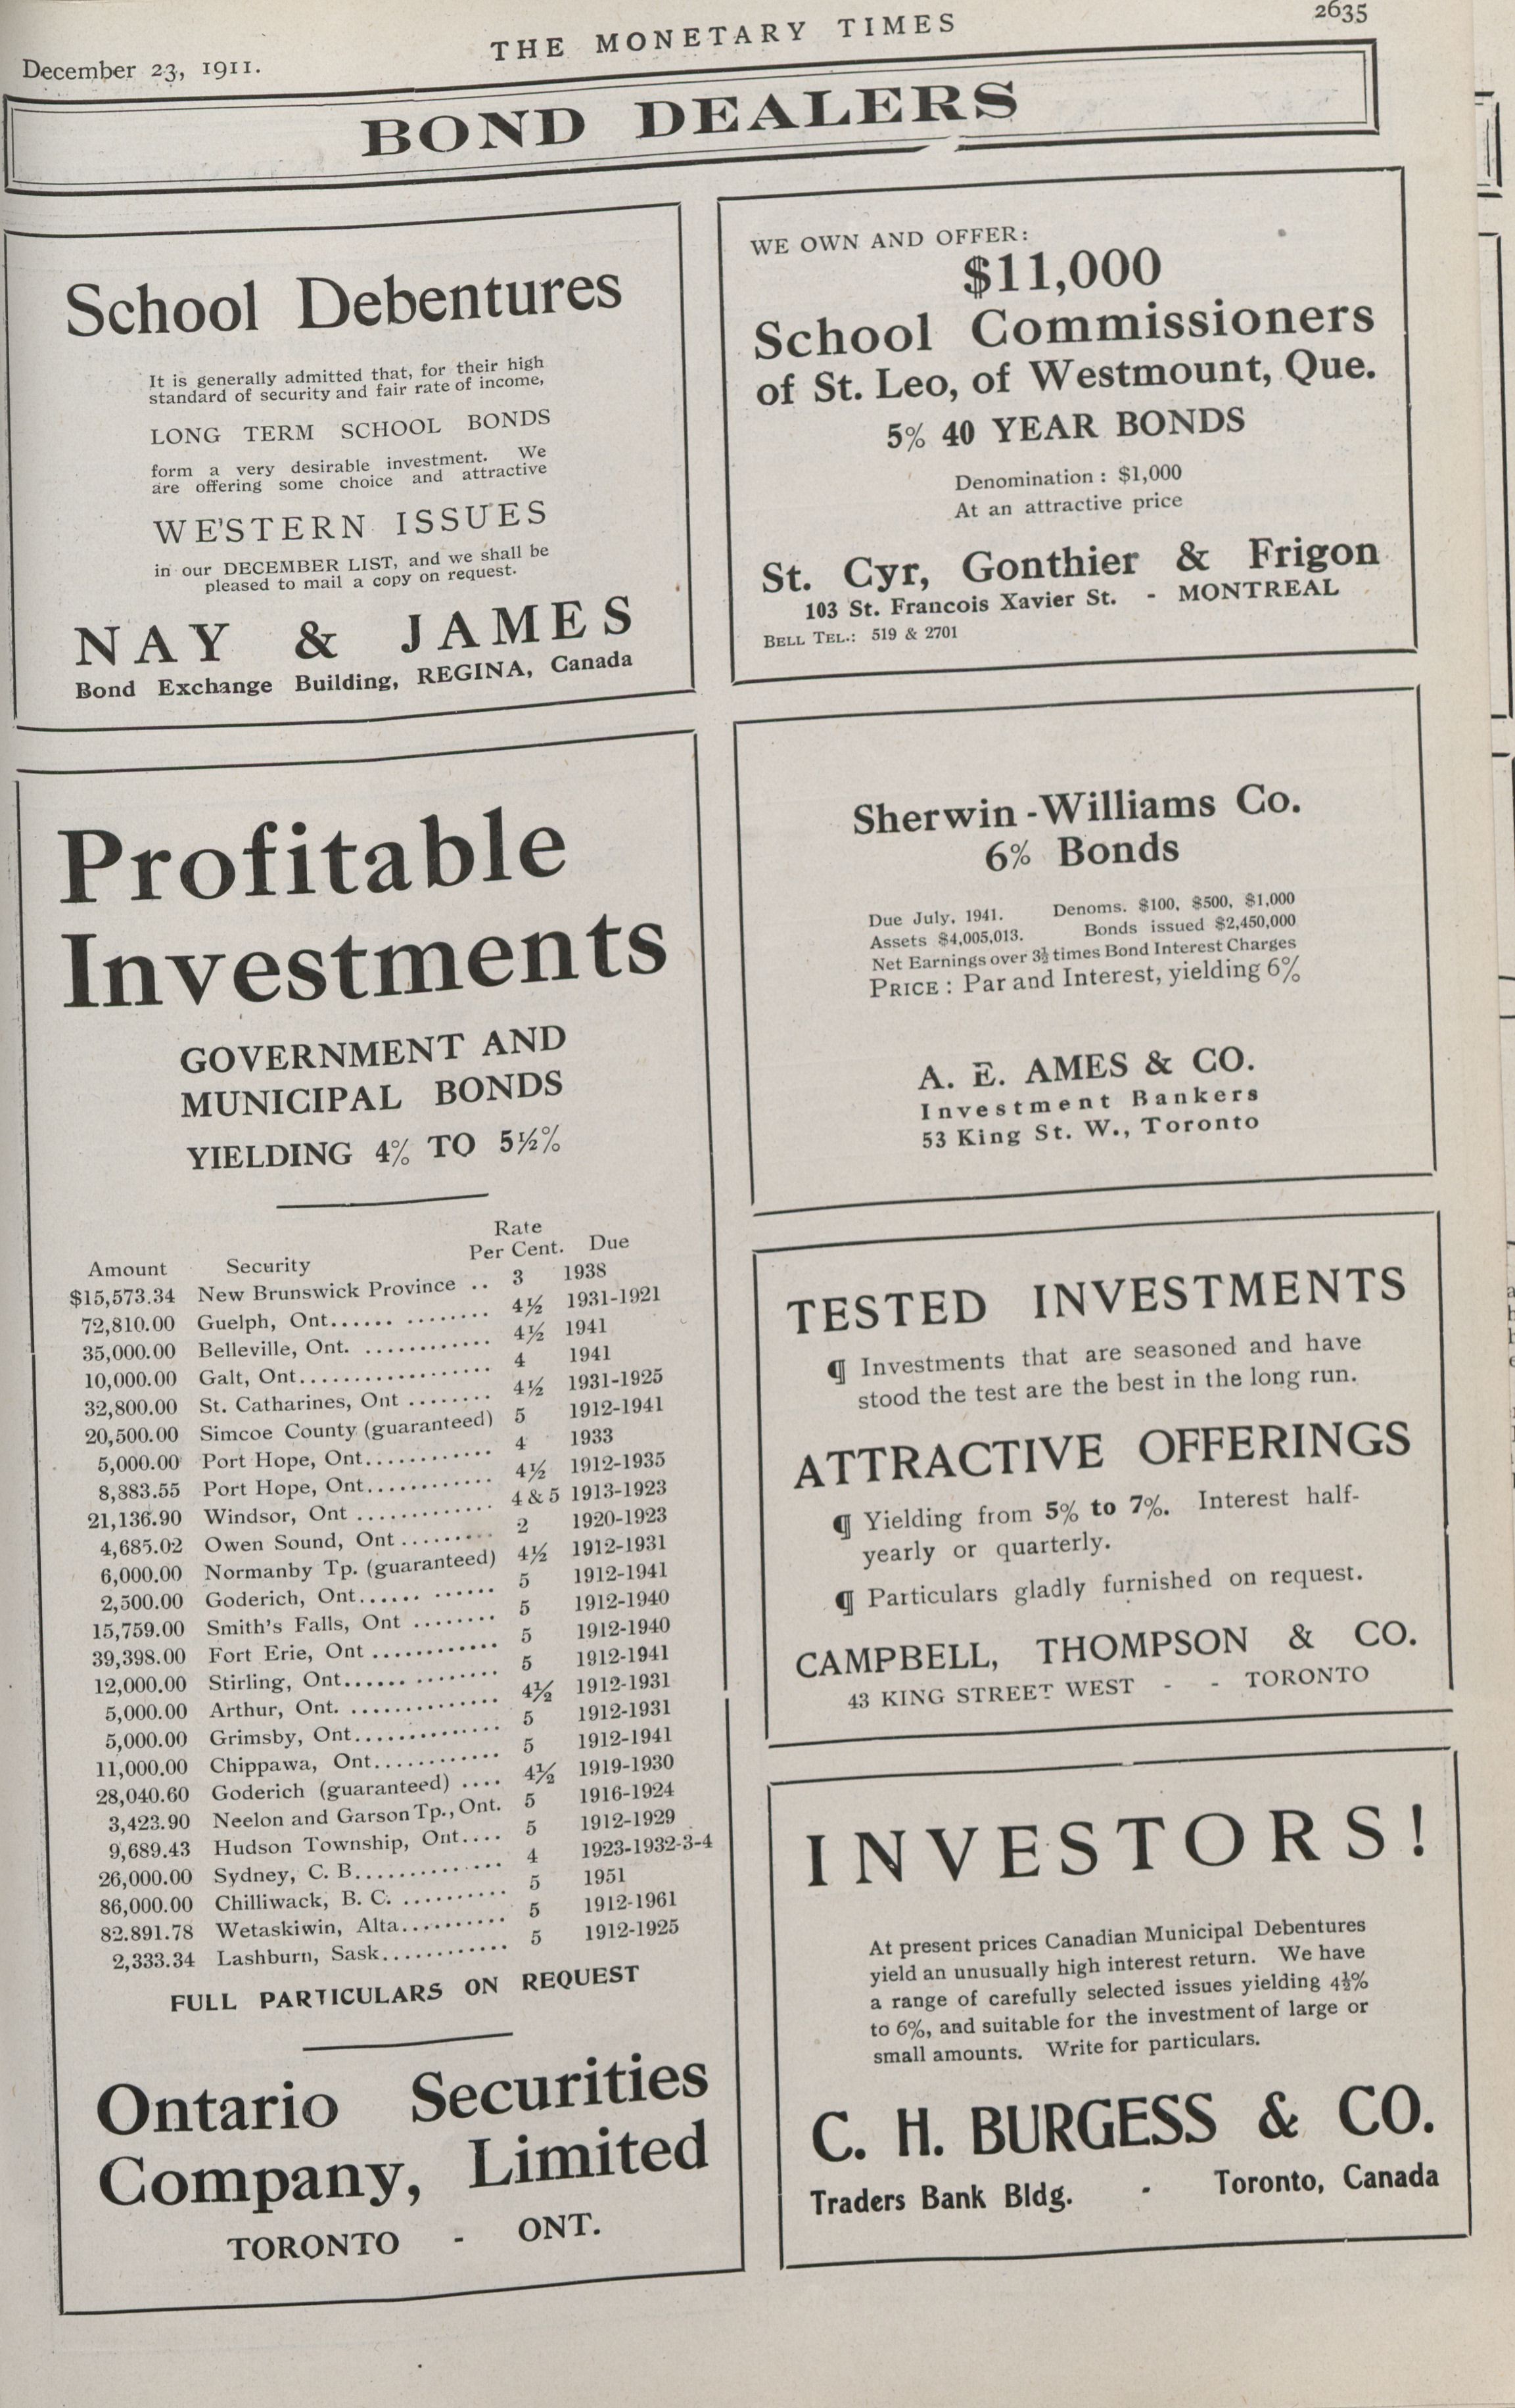 December 23, 1911.
THE MONETARY TIMES
2635
BOND DEALERS
School Debentures
It is generally admitted that, for their high
standard of security and fair rate of income,
LONG TERM SCHOOL BONDS
form a very desirable investment. We
are offering some choice and attractive
WESTERN ISSUES
in our DECEMBER LIST, and we shall be
pleased to mail a copy on request.
NAY & JAMES
Bond Exchange Building, REGINA, Canada
Profitable
Investments
GOVERNMENT AND
MUNICIPAL BONDS
YIELDING 4% TO 5½%
Rate
Amount Security Per Cent. Due
$15,573.34 New Brunswick Province .. 3 1938
72,810.00 Guelph, Ont...... ........ 4½ 1931-1921
35,000.00 Belleville, Ont. ............ 4½ 1941
10,000.00 Galt, Ont.................. 4 1941
32,800.00 St. Catharines, Ont ........ 4½ 1931-1925
20,500.00 Simcoe County (guaranteed) 5 1912-1941
5,000.00 Port Hope, Ont............ 4 1933
8,883.55 Port Hope, Ont............ 4½ 1912-1935
21,136.90 Windsor, Ont ............. 4 & 5 1913-1923
4,685.02 Owen Sound, Ont ......... 2 1920-1923
6,000.00 Normanby Tp. (guaranteed) 4½ 1912-1931
2,500.00 Goderich, Ont...... ...... 5 1912-1941
15,759.00 Smith's Falls, Ont ........ 5 1912-1940
39,398.00 Fort Erie, Ont ............ 5 1912-1940
12,000.00 Stirling, Ont...... ........ 5 1912-1941
5,000.00 Arthur, Ont. .............. 4½ 1912-1931
5,000.00 Grimsby, Ont.............. 5 1912-1931
11,000.00 Chippawa, Ont............ 5 1912-1941
28,040.60 Goderich (guaranteed) .... 4½ 1919-1930
3,423.90 Neelon and Garson Tp., Ont. 5 1916-1924
9,689.43 Hudson Township, Ont.... 5 1912-1929
26,000.00 Sydney, C. B............. 4 1923-1932-3-4
86,000.00 Chilliwack, B. C. .......... 5 1951
82.891.78 Wetaskiwin, Alta.......... 5 1912-1961
2,333.34 Lashburn, Sask............ 5 1912-1925
FULL PARTICULARS ON REQUEST
Ontario Securities
Company, Limited
TORONTO - ONT.
WE OWN AND OFFER:
$11,000
School Commissioners
of St. Leo, of Westmount, Que.
5% 40 YEAR BONDS
Denomination : $1,000
At an attractive price
St. Cyr, Gonthier & Frigon
103 St. Francois Xavier St. - MONTREAL
BELL TEL.: 519 & 2701
Sherwin-Williams Co.
6% Bonds
Due July, 1941. Denoms. $100, $500, $1,000
Assets $4,005,013. Bonds issued $2,450,000
Net Earnings over 3½ times Bond Interest Charges
PRICE : Par and Interest, yielding 6%
A. E. AMES & CO.
Investment Bankers
53 King St. W., Toronto
TESTED INVESTMENTS
¶ Investments that are seasoned and have
stood the test are the best in the long run.
ATTRACTIVE OFFERINGS
¶ Yielding from 5% to 7%. Interest half-
yearly or quarterly.
¶ Particulars gladly furnished on request.
CAMPBELL, THOMPSON & CO.
43 KING STREET WEST - - TORONTO
INVESTORS!
At present prices Canadian Municipal Debentures
yield an unusually high interest return. We have
a range of carefully selected issues yielding 4½%
to 6%, and suitable for the investment of large or
small amounts. Write for particulars.
C. H. BURGESS & CO.
Traders Bank Bldg. - Toronto, Canada